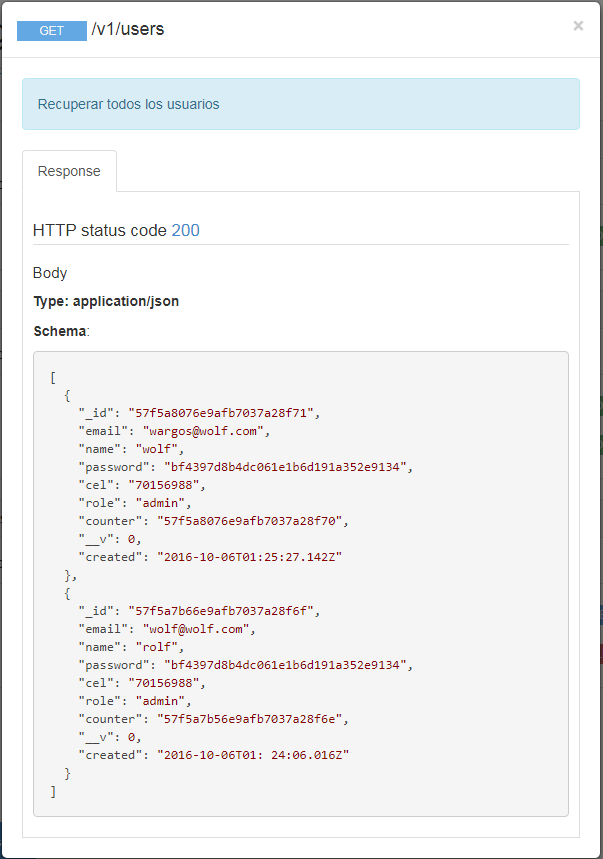 GET /v1/users ×
Recuperar todos los usuarios
Response
HTTP status code 200
Body
Type: application/json
Schema:
[
  {
    "_id": "57f5a8076e9afb7037a28f71",
    "email": "wargos@wolf.com",
    "name": "wolf",
    "password": "bf4397d8b4dc061e1b6d191a352e9134",
    "cel": "70156988",
    "role": "admin",
    "counter": "57f5a8076e9afb7037a28f70",
    "__v": 0,
    "created": "2016-10-06T01:25:27.142Z"
  },
  {
    "_id": "57f5a7b66e9afb7037a28f6f",
    "email": "wolf@wolf.com",
    "name": "rolf",
    "password": "bf4397d8b4dc061e1b6d191a352e9134",
    "cel": "70156988",
    "role": "admin",
    "counter": "57f5a7b56e9afb7037a28f6e",
    "__v": 0,
    "created": "2016-10-06T01: 24:06.016Z"
  }
]